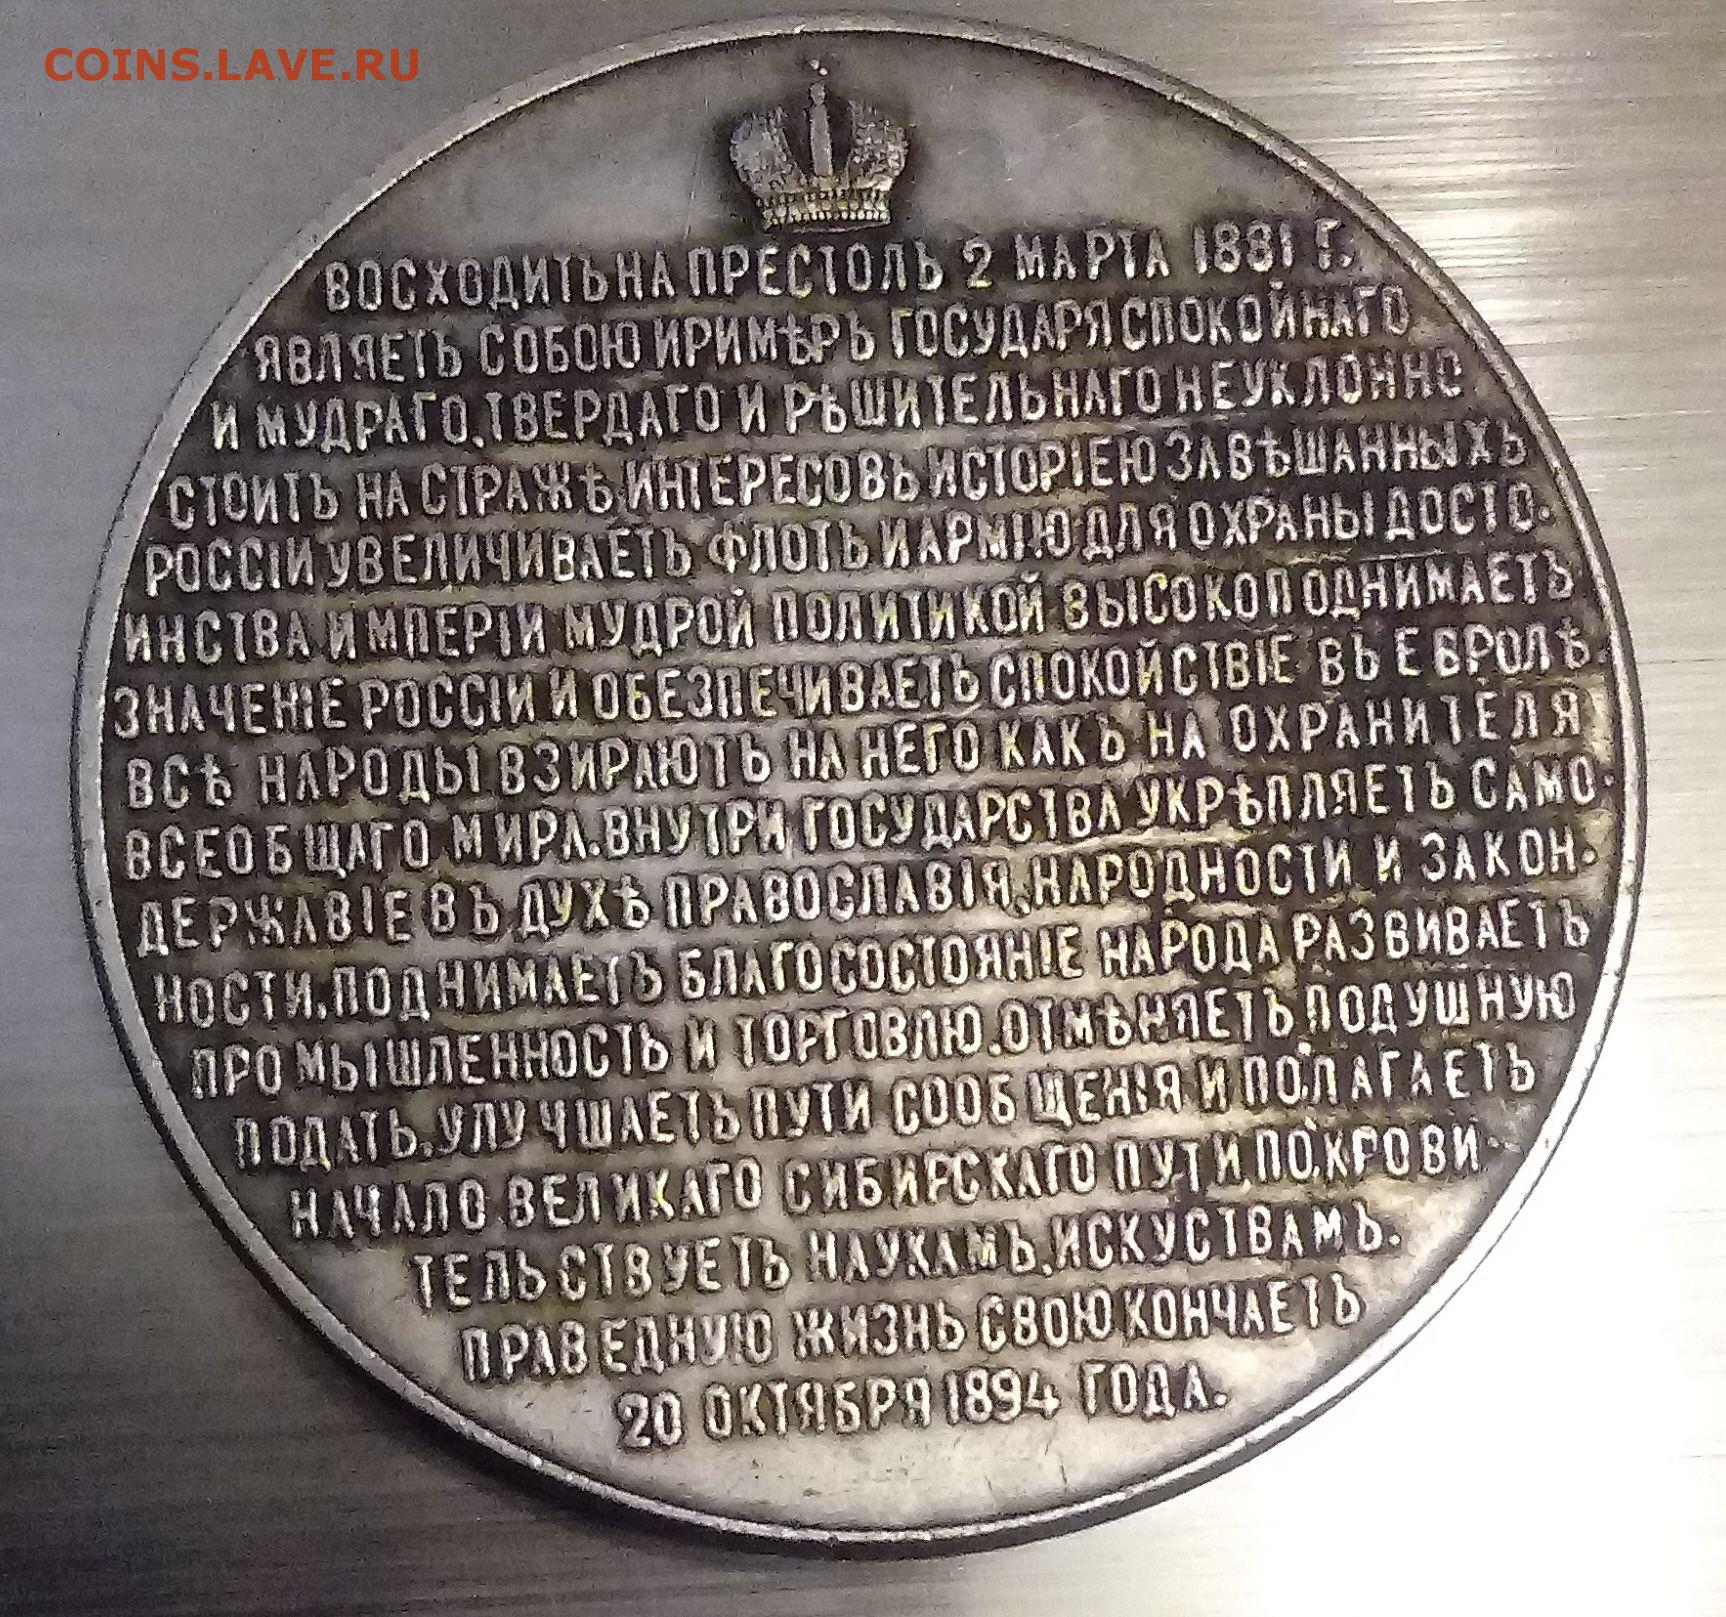 COINS.LAVE.RU
ВОСХОДИТЪ НА ПРЕСТОЛЪ 2 МАРТА 1881 Г.
ЯВЛЯЕТЪ СОБОЮ ИРИМѢРЪ ГОСУДАРЯ СПОКОЙНАГО
И МУДРАГО, ТВЕРДАГО И РѢШИТЕЛЬНАГО НЕУКЛОННО
СТОИТЪ НА СТРАЖѢ ИНТЕРЕСОВЪ ИСТОРІЕЮ ЗАВѢШАННЫХЪ
РОССІИ УВЕЛИЧИВАЕТЪ ФЛОТЪ И АРМІЮ ДЛЯ ОХРАНЫ ДОСТО-
ИНСТВА ИМПЕРІИ МУДРОЙ ПОЛИТИКОЙ ВЫСОКО ПОДНИМАЕТЪ
ЗНАЧЕНІЕ РОССІИ И ОБЕЗПЕЧИВАЕТЪ СПОКОЙСТВІЕ ВЪ ЕВРОЛѢ.
ВСѢ НАРОДЫ ВЗИРАЮТЪ НА НЕГО КАКЪ НА ОХРАНИТЕЛЯ
ВСЕОБЩАГО МИРА. ВНУТРИ ГОСУДАРСТВА УКРѢПЛЯЕТЪ САМО-
ДЕРЖАВІЕ ВЪ ДУХѢ ПРАВОСЛАВІЯ, НАРОДНОСТИ И ЗАКОН-
НОСТИ, ПОДНИМАЕТЪ БЛАГОСОСТОЯНІЕ НАРОДА РАЗВИВАЕТЪ
ПРОМЫШЛЕННОСТЬ И ТОРГОВЛЮ, ОТМѢНЯЕТЪ ПОДУШНУЮ
ПОДАТЬ, УЛУЧШАЕТЪ ПУТИ СООБЩЕНІЯ И ПОЛАГАЕТЪ
НАЧАЛО ВЕЛИКАГО СИБИРСКАГО ПУТИ, ПОКРОВИ-
ТЕЛЬСТВУЕТЪ НАУКАМЪ, ИСКУСТВАМЪ.
ПРАВЕДНУЮ ЖИЗНЬ СВОЮ КОНЧАЕТЪ
20 ОКТЯБРЯ 1894 ГОДА.